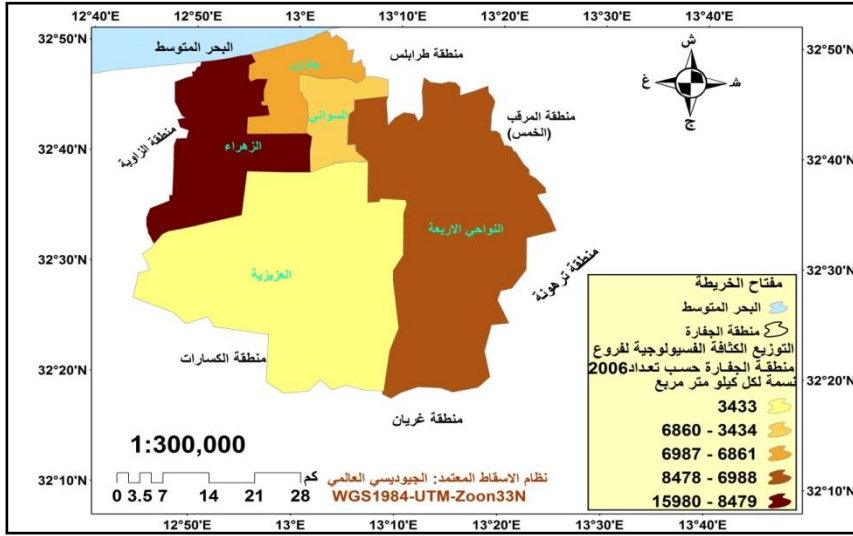 12°40'E 12°50'E 13°E 13°10'E 13°20'E 13°30'E 13°40'E
32°50'N
32°50'N
البحر المتوسط
منطقة طرابلس
جنزور
ش
غ
شـ
ج
السواني
منطقة المرقب
(الخمس)
منطقة الزاوية
الزهراء
32°40'N
32°40'N
النواحي الاربعة
منطقة ترهونة
العزيزية
32°30'N
32°30'N
منطقة الكسارات
32°20'N
32°20'N
منطقة غريان
مفتاح الخريطة
البحر المتوسط
منطقة الجفارة
التوزيع الكثافة الفسيولوجية لفروع
منطقة الجفارة حسب تعداد2006
نسمة لكل كيلو متر مربع
3433
6860 - 3434
6987 - 6861
8478 - 6988
15980 - 8479
1:300,000
كم
0 3.5 7 14 21 28
نظام الاسقاط المعتمد: الجيوديسي العالمي
WGS1984-UTM-Zoon33N
32°10'N
32°10'N
12°50'E 13°E 13°10'E 13°20'E 13°30'E 13°40'E